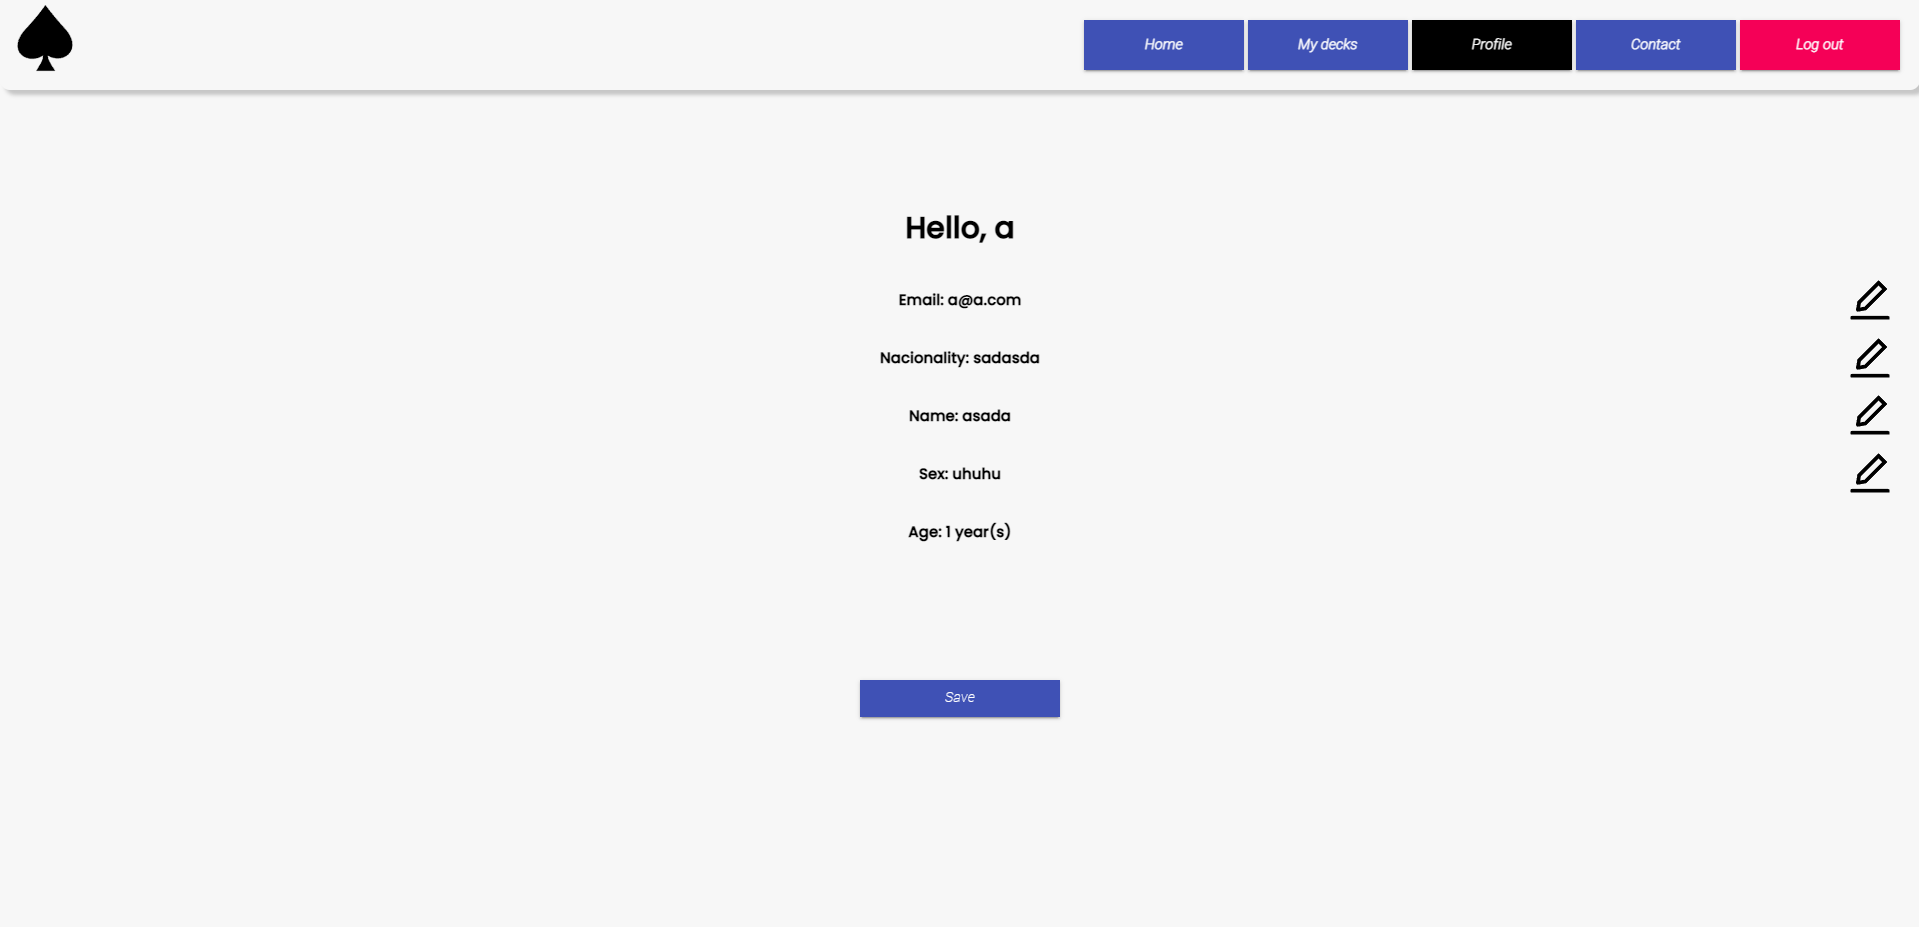 Home
My decks
Profile
Contact
Log out
Hello, a
Email: a@a.com
Nacionality: sadasda
Name: asada
Sex: uhuhu
Age: 1 year(s)
Save